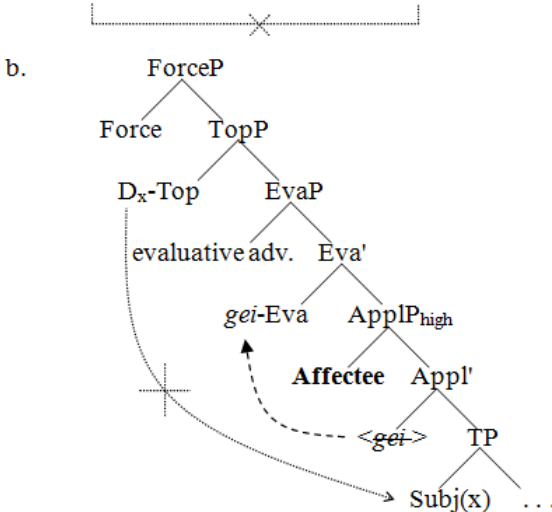 b.
ForceP
Force TopP
Dx-Top EvaP
evaluative adv. Eva'
gei-Eva ApplPhigh
Affectee Appl'
<gei> TP
Subj(x) . . .